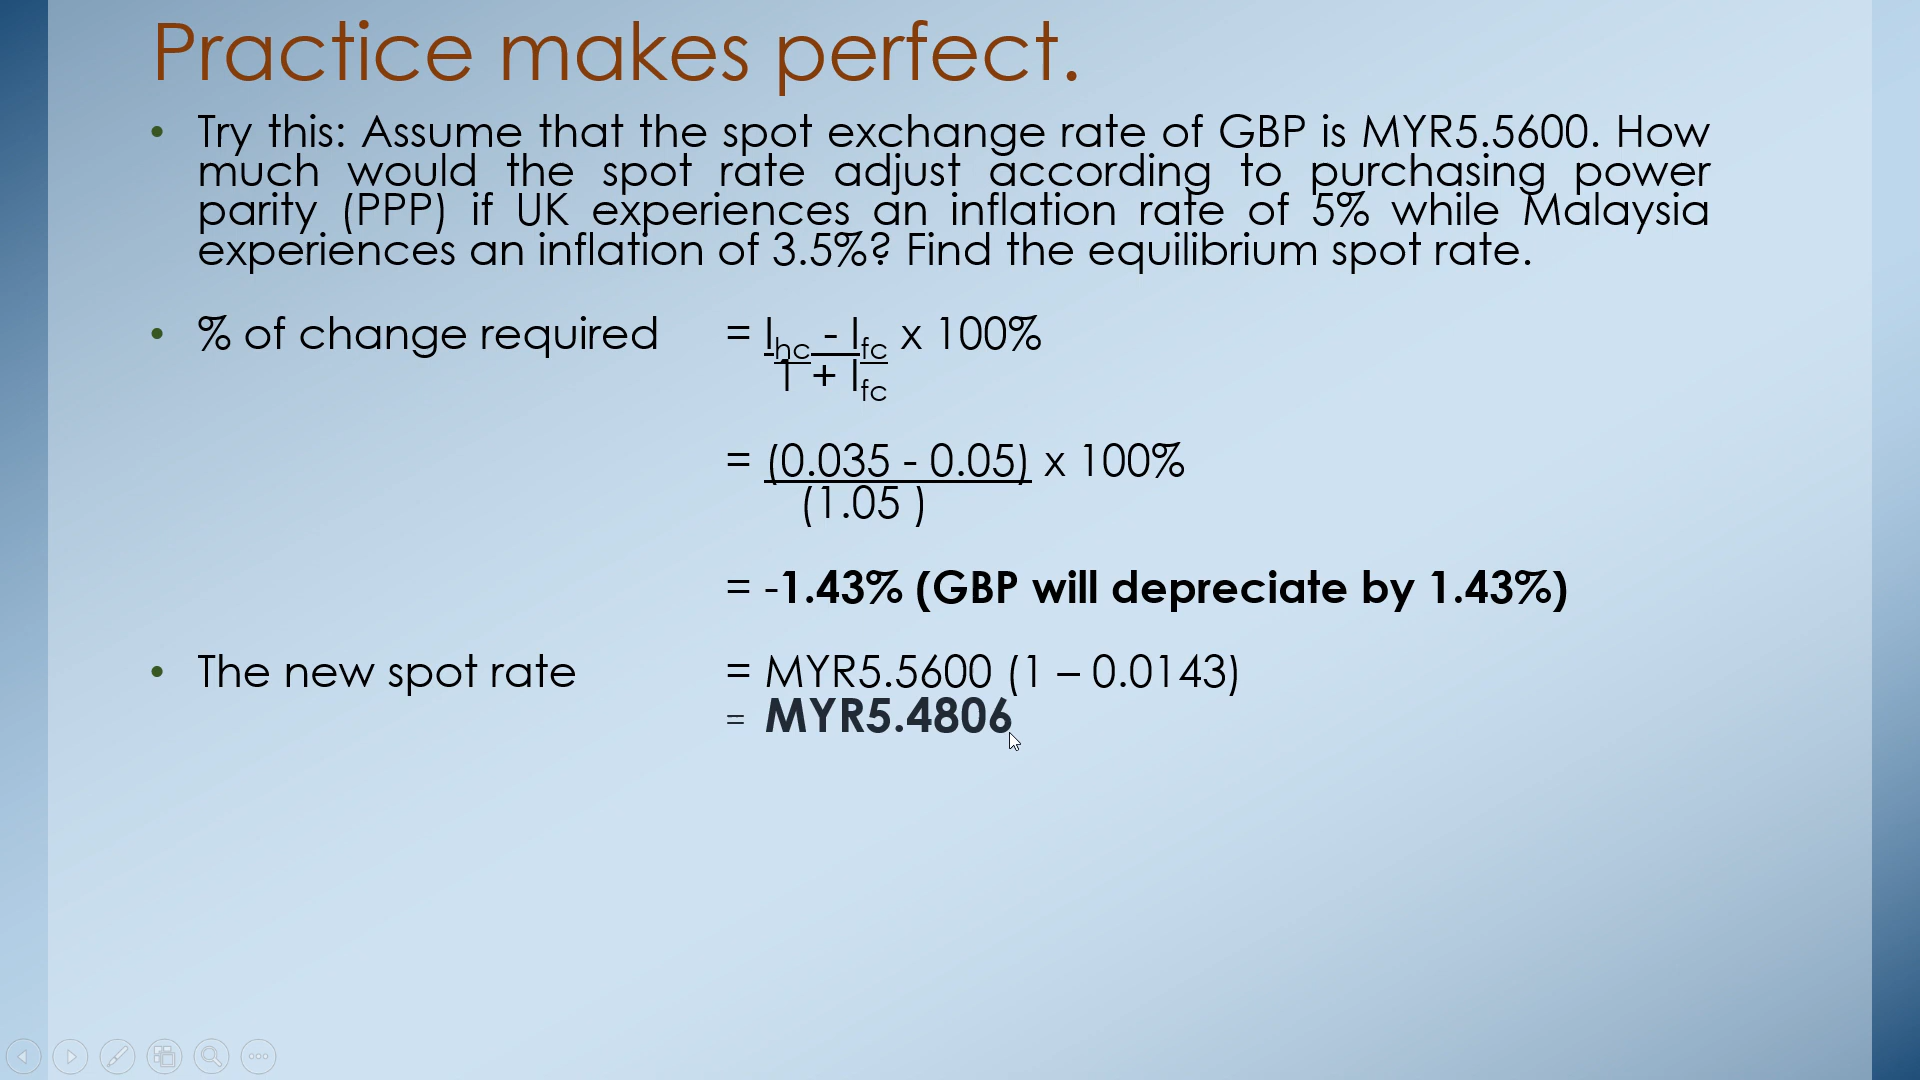 Practice makes perfect.
• Try this: Assume that the spot exchange rate of GBP is MYR5.5600. How
much would the spot rate adjust according to purchasing power
parity (PPP) if UK experiences an inflation rate of 5% while Malaysia
experiences an inflation of 3.5%? Find the equilibrium spot rate.
• % of change required = Ihc - Ifc x 100%
1 + Ifc
= (0.035 - 0.05) x 100%
(1.05 )
= -1.43% (GBP will depreciate by 1.43%)
• The new spot rate = MYR5.5600 (1 – 0.0143)
= MYR5.4806